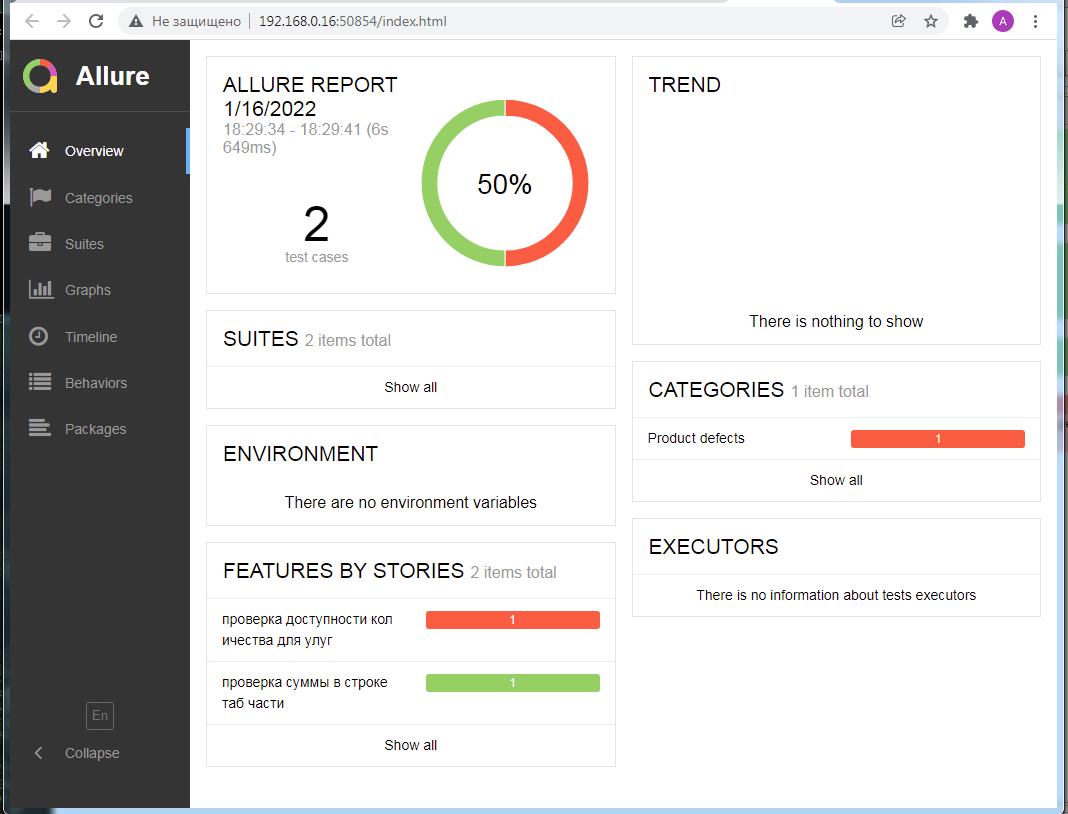 Не защищено
192.168.0.16:50854/index.html
A
Allure
Overview
Categories
Suites
Graphs
Timeline
Behaviors
Packages
En
Collapse
ALLURE REPORT
1/16/2022
18:29:34 - 18:29:41 (6s
649ms)
2
test cases
50%
SUITES 2 items total
Show all
ENVIRONMENT
There are no environment variables
FEATURES BY STORIES 2 items total
проверка доступности кол
ичества для улуг
1
проверка суммы в строке
таб части
1
Show all
TREND
There is nothing to show
CATEGORIES 1 item total
Product defects
1
Show all
EXECUTORS
There is no information about tests executors